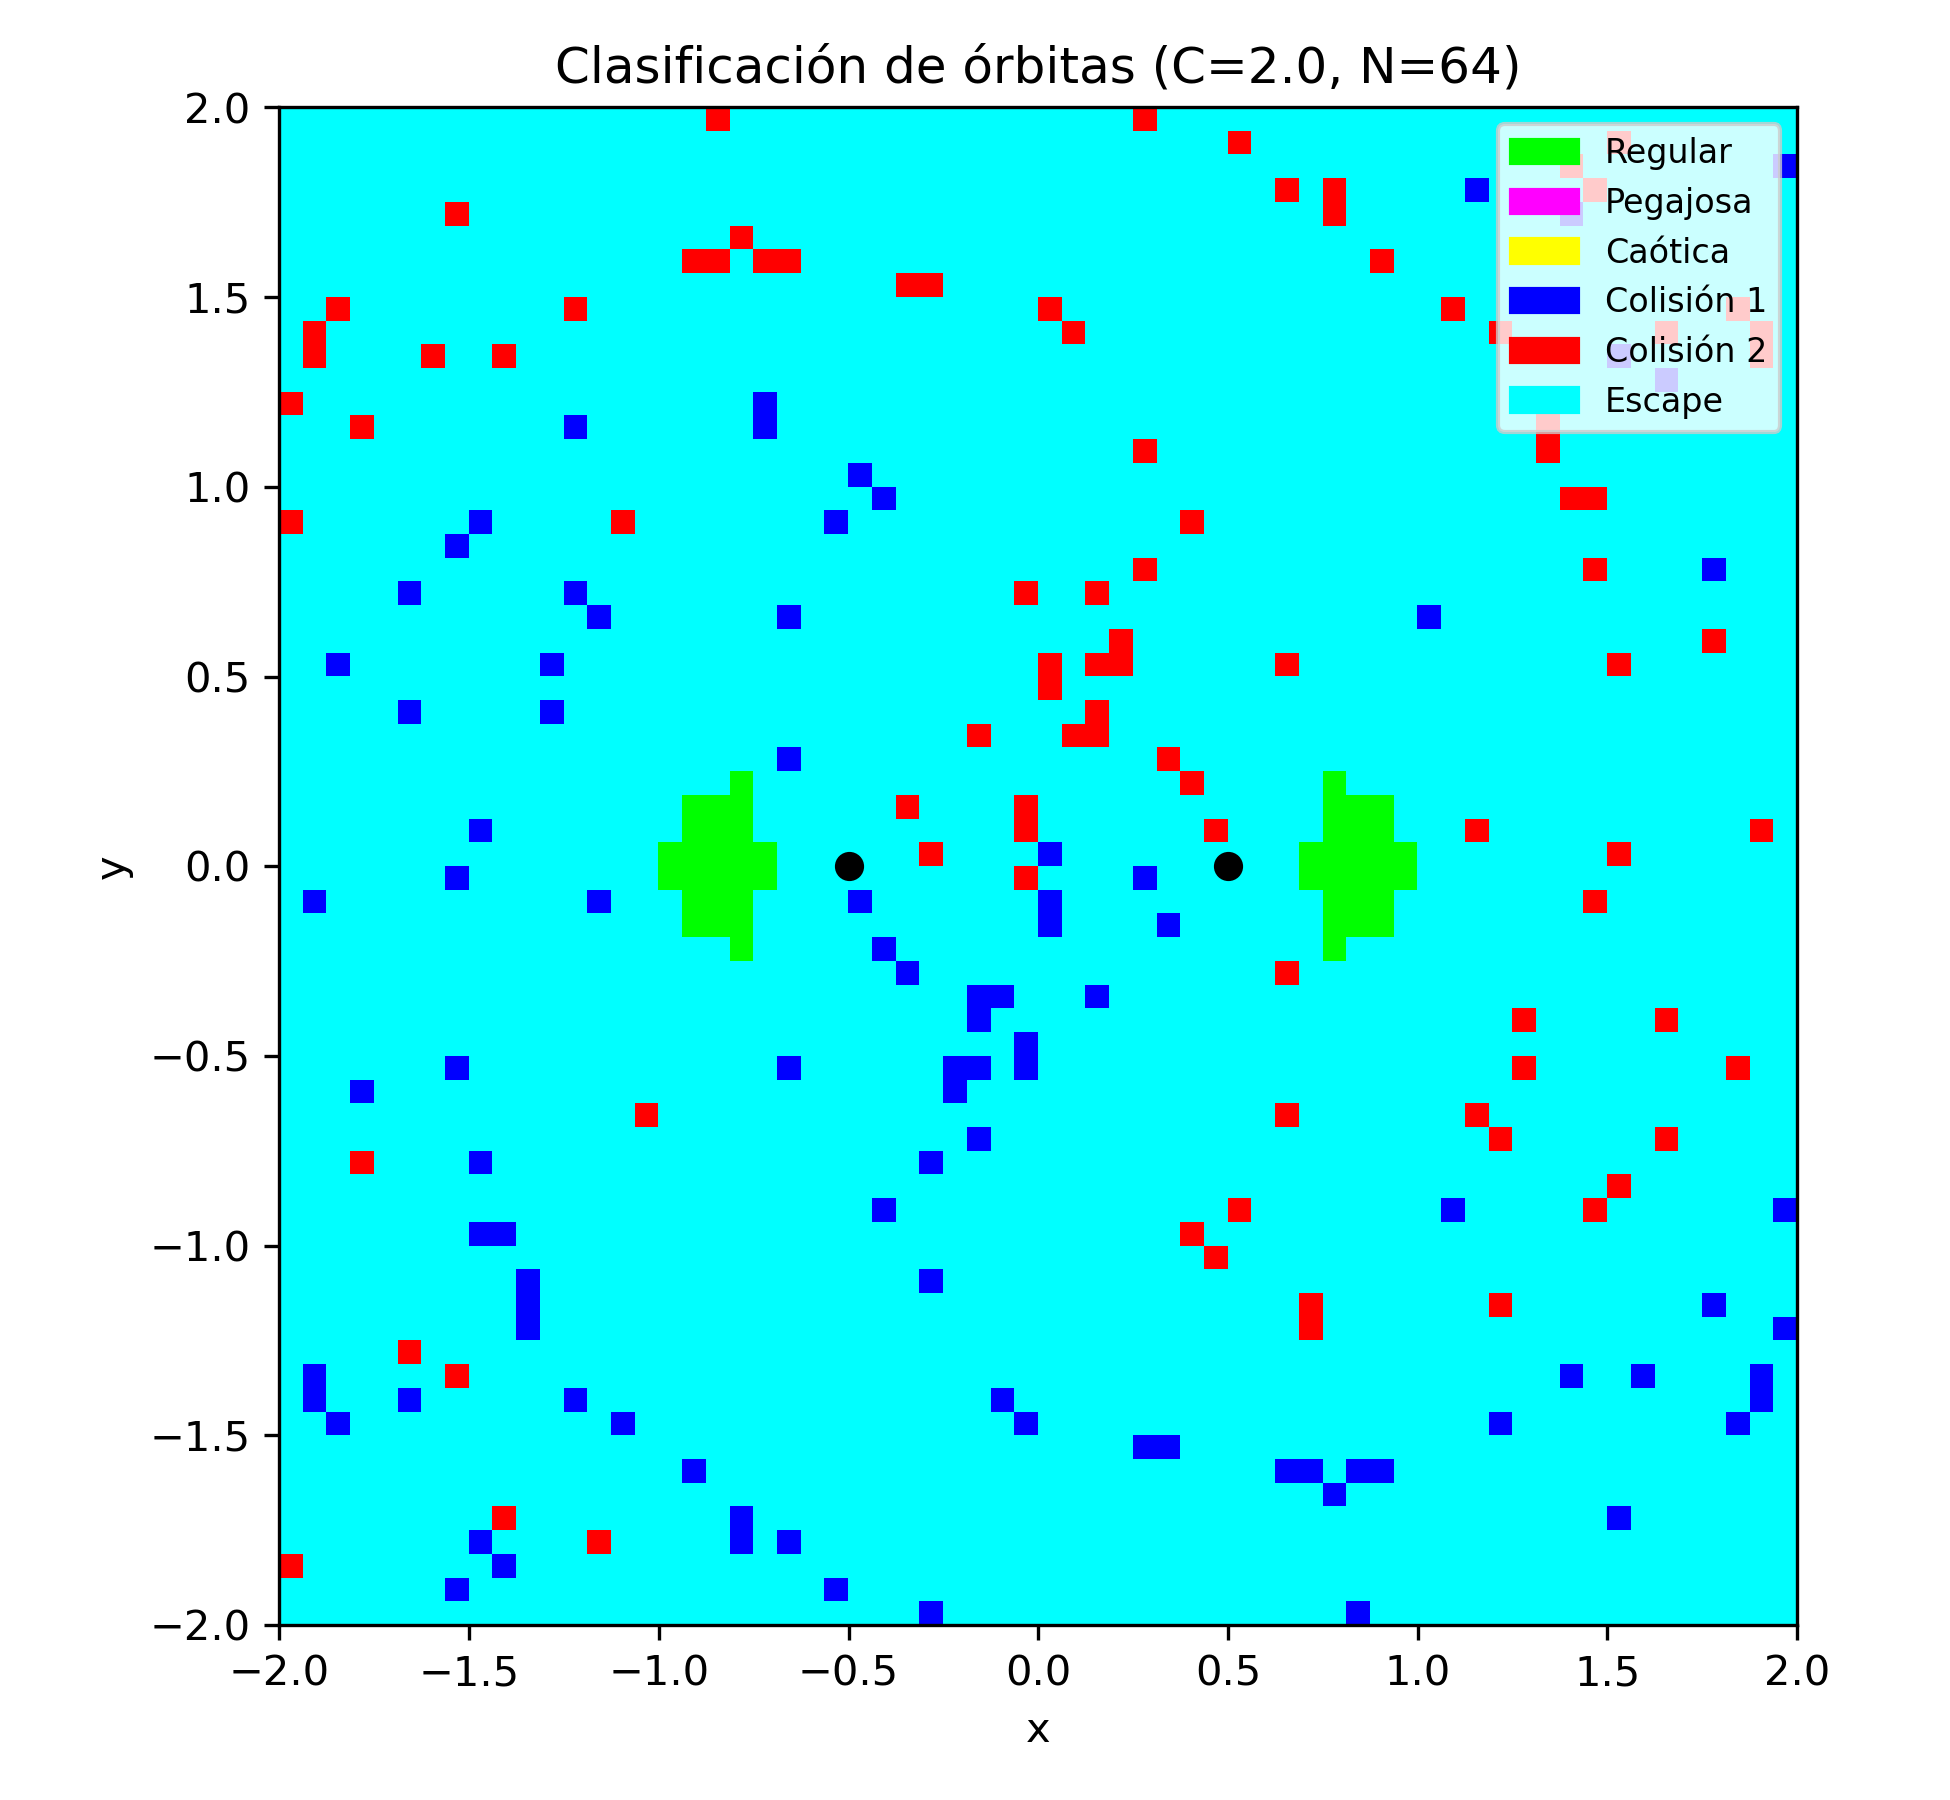 Clasificación de órbitas (C=2.0, N=64)
2.0
1.5
1.0
0.5
0.0
−0.5
−1.0
−1.5
−2.0
y
Regular
Pegajosa
Caótica
Colisión 1
Colisión 2
Escape
−2.0 −1.5 −1.0 −0.5 0.0 0.5 1.0 1.5 2.0
x